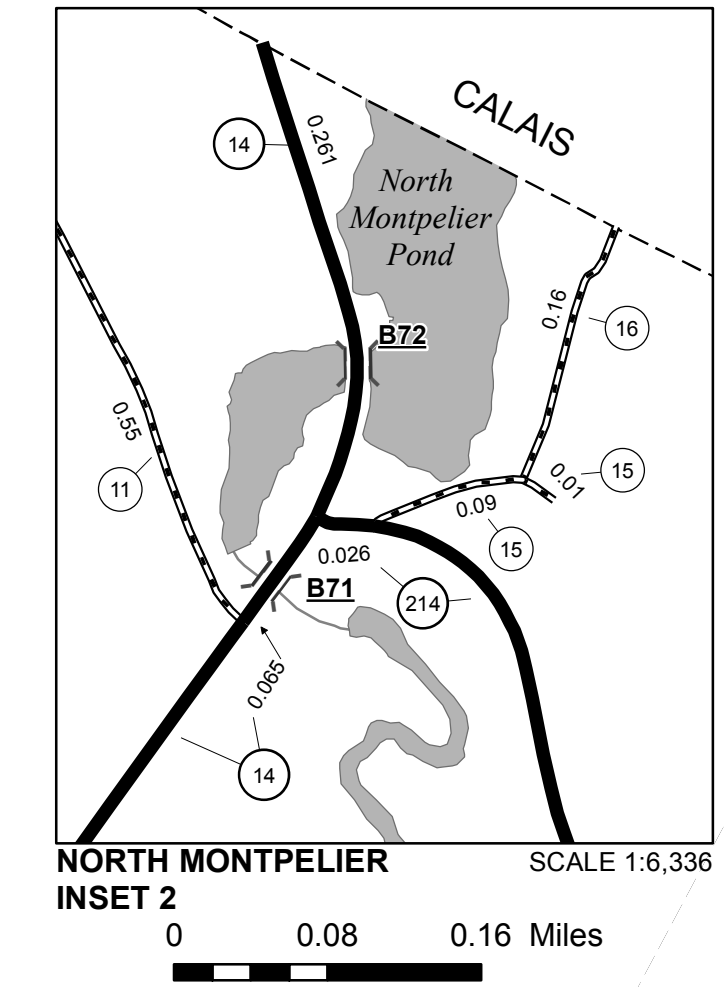 CALAIS
14
0.261
North
Montpelier
Pond
0.16
16
B72
0.55
11
0.01
15
0.09
15
0.026
B71
214
0.065
14
NORTH MONTPELIER
INSET 2
SCALE 1:6,336
0 0.08 0.16 Miles